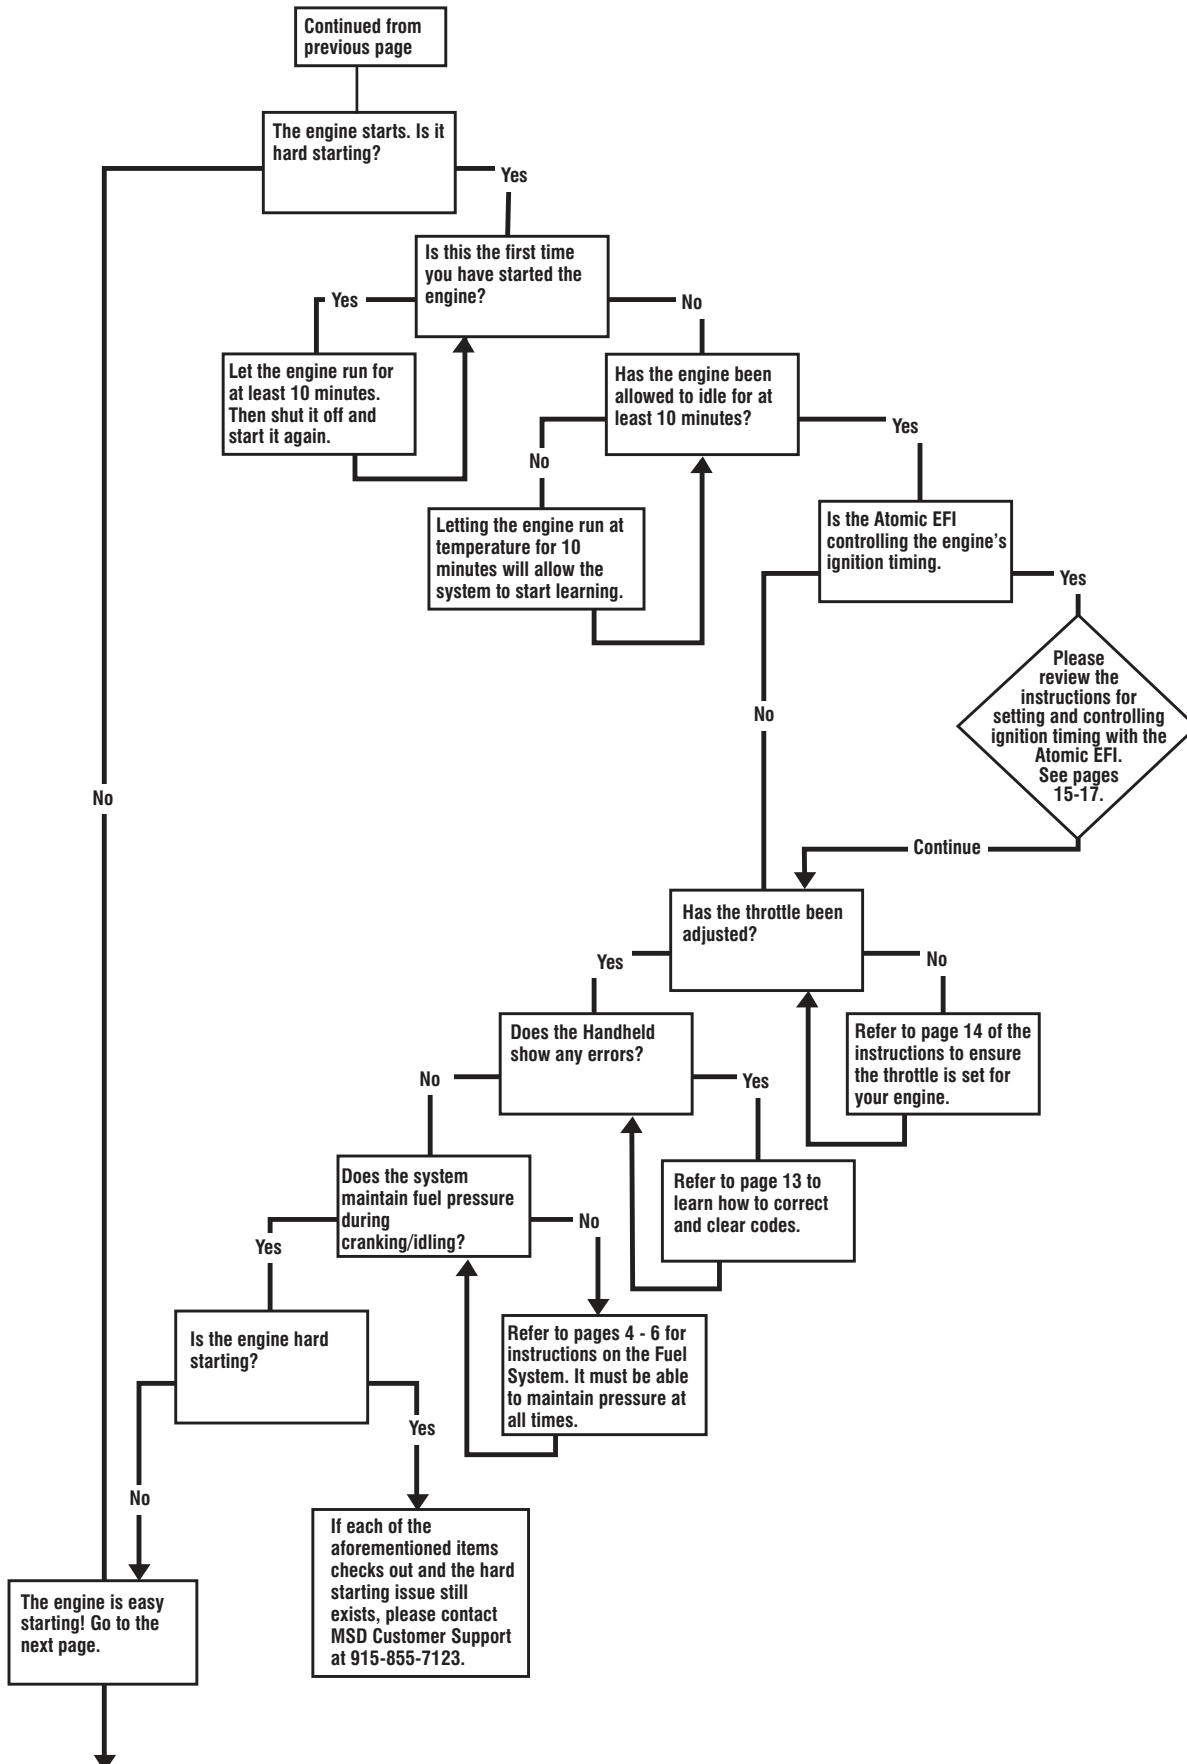 Continued from
previous page
The engine starts. Is it
hard starting?
Yes
Is this the first time
you have started the
engine?
Yes
No
Let the engine run for
at least 10 minutes.
Then shut it off and
start it again.
Has the engine been
allowed to idle for at
least 10 minutes?
No
Yes
Letting the engine run at
temperature for 10
minutes will allow the
system to start learning.
Is the Atomic EFI
controlling the engine's
ignition timing.
Yes
No
Please
review the
instructions for
setting and controlling
ignition timing with the
Atomic EFI.
See pages
15-17.
No
Continue
Has the throttle been
adjusted?
Yes
No
Does the Handheld
show any errors?
Refer to page 14 of the
instructions to ensure
the throttle is set for
your engine.
No
Yes
Does the system
maintain fuel pressure
during
cranking/idling?
Refer to page 13 to
learn how to correct
and clear codes.
Yes
No
Is the engine hard
starting?
Refer to pages 4 - 6 for
instructions on the Fuel
System. It must be able
to maintain pressure at
all times.
Yes
No
If each of the
aforementioned items
checks out and the hard
starting issue still
exists, please contact
MSD Customer Support
at 915-855-7123.
The engine is easy
starting! Go to the
next page.